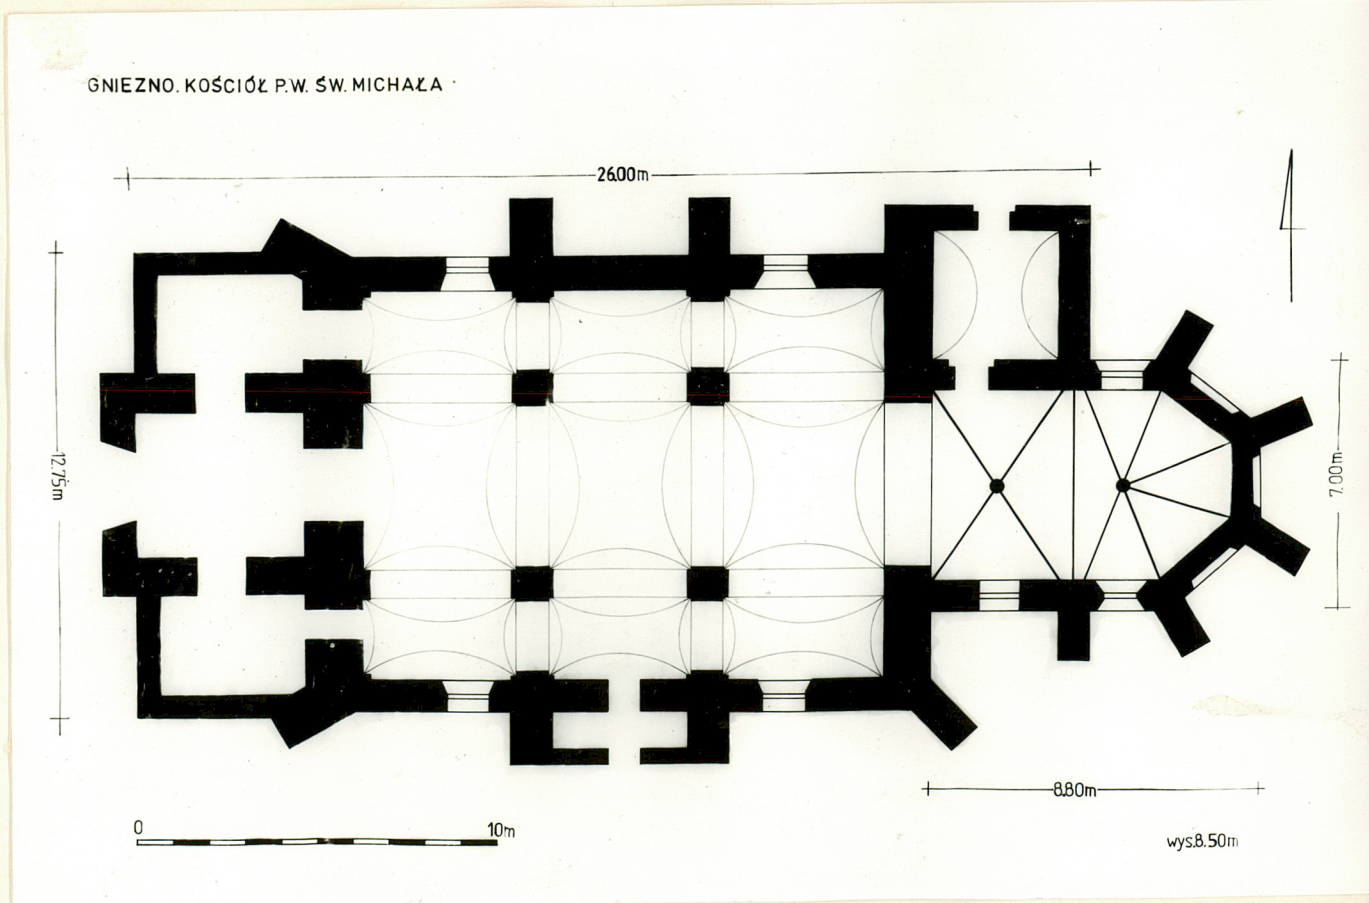 GNIEZNO. KOŚCIÓŁ P.W. ŚW. MICHAŁA
26.00m
12.75m
7.00m
8.80m
0 10m
wys.8.50m